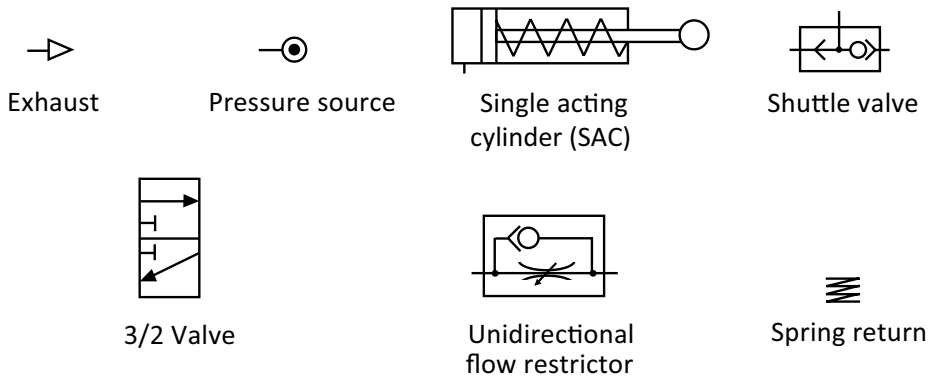 Exhaust
Pressure source
Single acting
cylinder (SAC)
Shuttle valve
3/2 Valve
Unidirectional
flow restrictor
Spring return